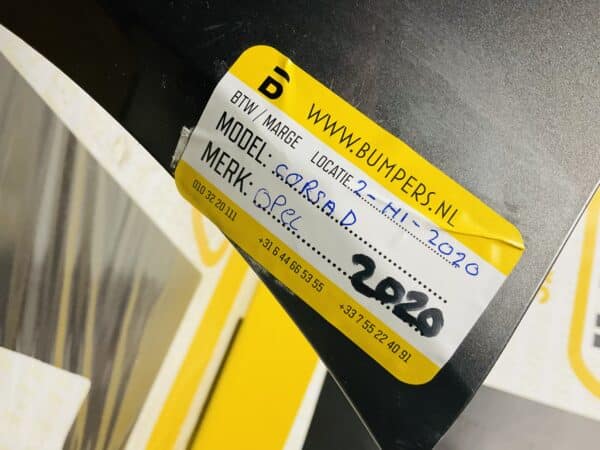 WWW.BUMPERS.NL
BTW / MARGE LOCATIE: 2-H1-2020
MODEL: CORSA.D
MERK: OPEL
2020
010 32 20 111 +31 6 44 66 53 55 +33 7 55 22 40 91